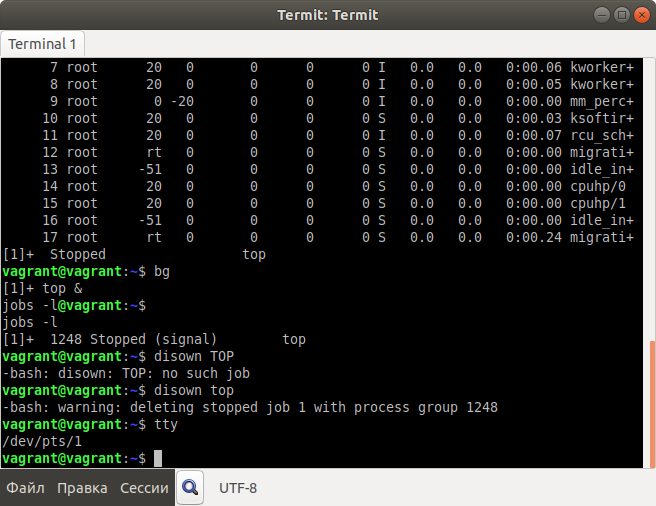 Termit: Termit
Terminal 1
7 root 20 0 0 0 0 I 0.0 0.0 0:00.06 kworker+
8 root 20 0 0 0 0 I 0.0 0.0 0:00.05 kworker+
9 root 0 -20 0 0 0 I 0.0 0.0 0:00.00 mm_perc+
10 root 20 0 0 0 0 S 0.0 0.0 0:00.03 ksoftir+
11 root 20 0 0 0 0 I 0.0 0.0 0:00.07 rcu_sch+
12 root rt 0 0 0 0 S 0.0 0.0 0:00.00 migrati+
13 root -51 0 0 0 0 S 0.0 0.0 0:00.00 idle_in+
14 root 20 0 0 0 0 S 0.0 0.0 0:00.00 cpuhp/0
15 root 20 0 0 0 0 S 0.0 0.0 0:00.00 cpuhp/1
16 root -51 0 0 0 0 S 0.0 0.0 0:00.00 idle_in+
17 root rt 0 0 0 0 S 0.0 0.0 0:00.24 migrati+
[1]+ Stopped top
vagrant@vagrant:~$ bg
[1]+ top &
jobs -l@vagrant:~$
jobs -l
[1]+ 1248 Stopped (signal) top
vagrant@vagrant:~$ disown TOP
-bash: disown: TOP: no such job
vagrant@vagrant:~$ disown top
-bash: warning: deleting stopped job 1 with process group 1248
vagrant@vagrant:~$ tty
/dev/pts/1
vagrant@vagrant:~$
Файл Правка Сессии UTF-8